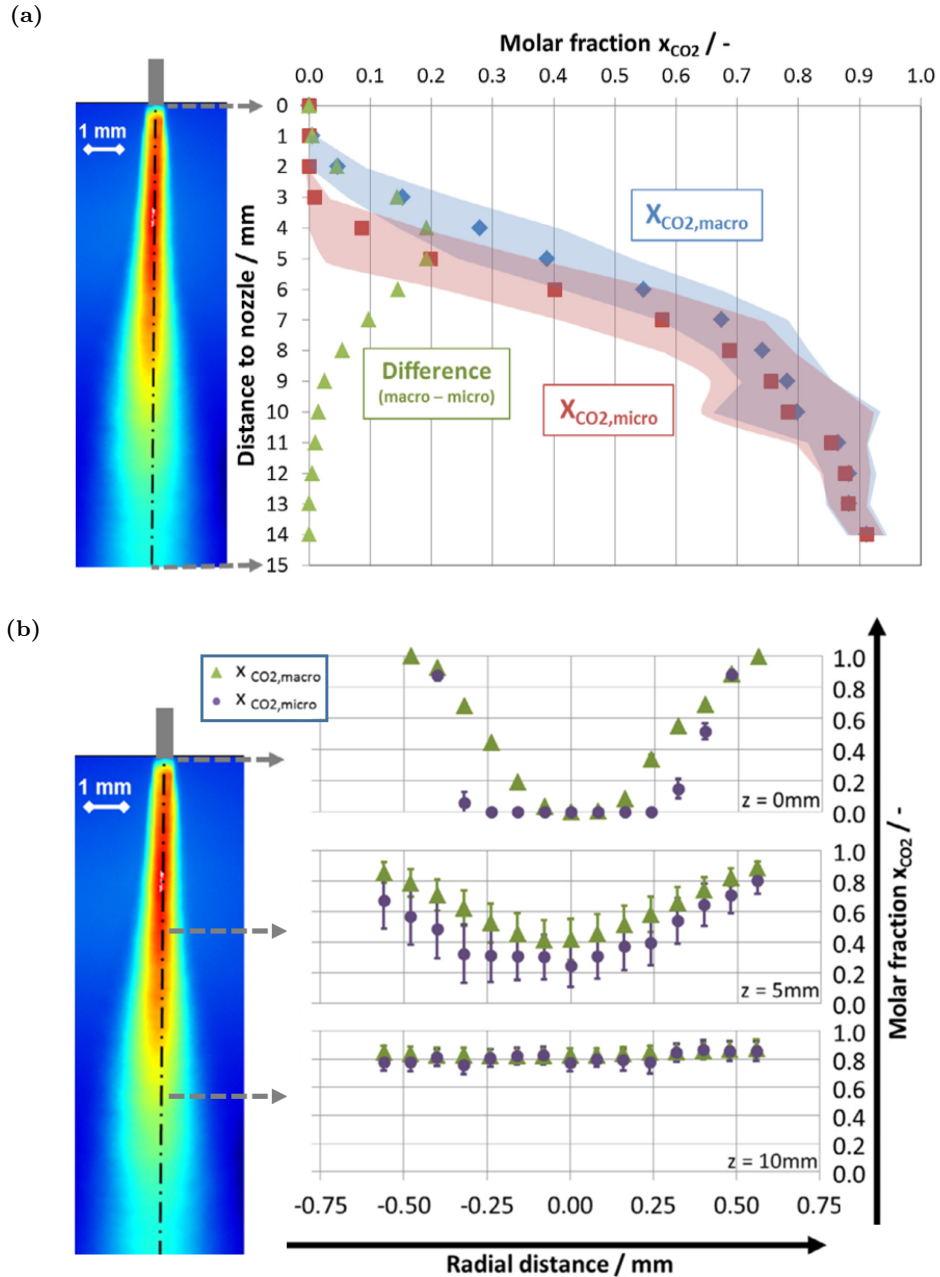 (a)
Molar fraction xCO2 / -
0.0 0.1 0.2 0.3 0.4 0.5 0.6 0.7 0.8 0.9 1.0
1 mm
Distance to nozzle / mm
0
1
2
3
4
5
6
7
8
9
10
11
12
13
14
15
XCO2,macro
Difference
(macro – micro)
XCO2,micro
(b)
x CO2,macro
x CO2,micro
1 mm
1.0
0.8
0.6
0.4
0.2
0.0
z = 0mm
1.0
0.8
0.6
0.4
0.2
0.0
z = 5mm
1.0
0.8
0.6
0.4
0.2
0.0
z = 10mm
Molar fraction xCO2 / -
-0.75 -0.50 -0.25 0.00 0.25 0.50 0.75
Radial distance / mm